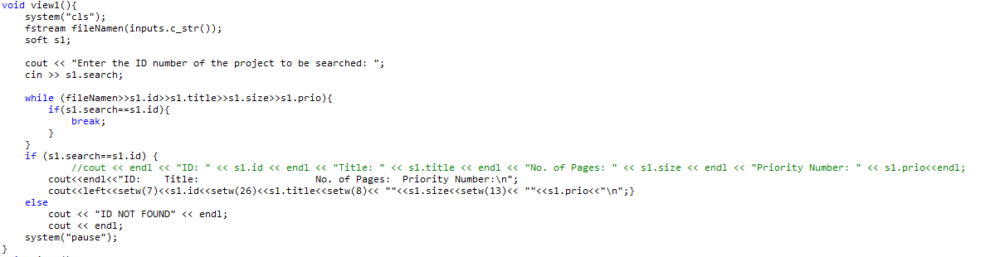 void view1(){
    system("cls");
    fstream fileNamen(inputs.c_str());
    soft s1;

    cout << "Enter the ID number of the project to be searched: ";
    cin >> s1.search;

    while (fileNamen>>s1.id>>s1.title>>s1.size>>s1.prio){
        if(s1.search==s1.id){
            break;
        }
    }
    if (s1.search==s1.id) {
            //cout << endl << "ID: " << s1.id << endl << "Title: " << s1.title << endl << "No. of Pages: " << s1.size << endl << "Priority Number: " << s1.prio<<endl;
        cout<<endl<<"ID:    Title:                    No. of Pages:  Priority Number:\n";
        cout<<left<<setw(7)<<s1.id<<setw(26)<<s1.title<<setw(8)<< ""<<s1.size<<setw(13)<< ""<<s1.prio<<"\n";}
    else
        cout << "ID NOT FOUND" << endl;
        cout << endl;
    system("pause");
}